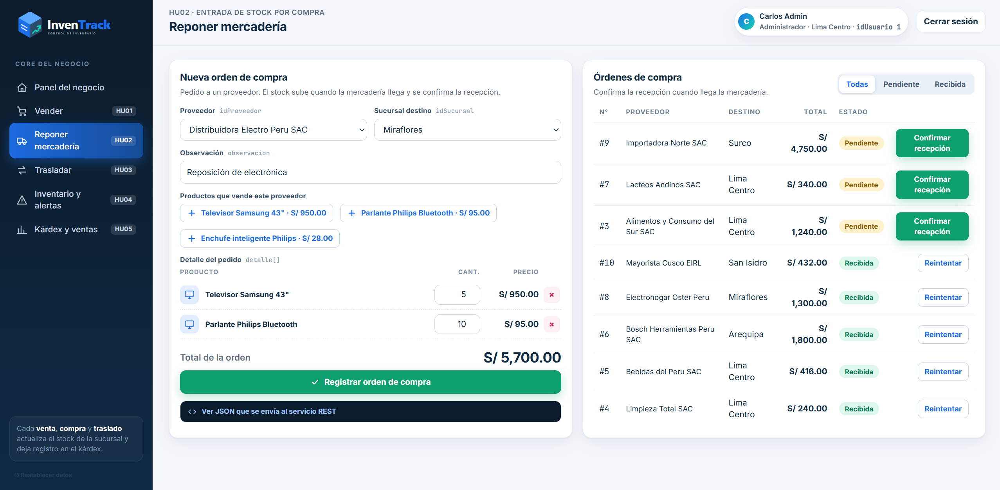 InvenTrack
CONTROL DE INVENTARIO
CORE DEL NEGOCIO
Panel del negocio
Vender HU01
Reponer
mercadería HU02
Trasladar HU03
Inventario y
alertas HU04
Kárdex y ventas HU05
Cada venta, compra y traslado
actualiza el stock de la sucursal y
deja registro en el kárdex.
↺ Restablecer datos
HU02 · ENTRADA DE STOCK POR COMPRA
Reponer mercadería
C
Carlos Admin
Administrador · Lima Centro · idUsuario 1
Cerrar sesión
Nueva orden de compra
Pedido a un proveedor. El stock sube cuando la mercadería llega y se confirma la recepción.
Proveedor idProveedor
Sucursal destino idSucursal
Distribuidora Electro Peru SAC
Miraflores
Observación observacion
Reposición de electrónica
Productos que vende este proveedor
+ Televisor Samsung 43" · S/ 950.00
+ Parlante Philips Bluetooth · S/ 95.00
+ Enchufe inteligente Philips · S/ 28.00
Detalle del pedido detalle[]
PRODUCTO CANT. PRECIO
Televisor Samsung 43" 5 S/ 950.00 ×
Parlante Philips Bluetooth 10 S/ 95.00 ×
Total de la orden S/ 5,700.00
✓ Registrar orden de compra
<> Ver JSON que se envía al servicio REST
Órdenes de compra
Confirma la recepción cuando llega la mercadería.
Todas Pendiente Recibida
N° PROVEEDOR DESTINO TOTAL ESTADO
#9 Importadora Norte SAC Surco S/
4,750.00 Pendiente Confirmar
recepción
#7 Lacteos Andinos SAC Lima
Centro S/ 340.00 Pendiente Confirmar
recepción
#3 Alimentos y Consumo del
Sur SAC Lima
Centro S/
1,240.00 Pendiente Confirmar
recepción
#10 Mayorista Cusco EIRL San Isidro S/ 432.00 Recibida Reintentar
#8 Electrohogar Oster Peru Miraflores S/
1,300.00 Recibida Reintentar
#6 Bosch Herramientas Peru
SAC Arequipa S/
1,800.00 Recibida Reintentar
#5 Bebidas del Peru SAC Lima
Centro S/ 416.00 Recibida Reintentar
#4 Limpieza Total SAC Lima
Centro S/ 240.00 Recibida Reintentar